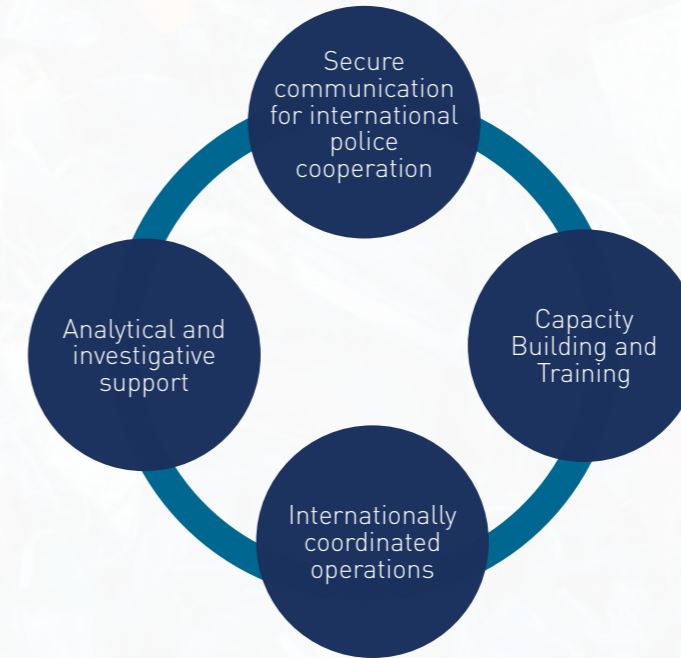 Secure
communication
for international
police
cooperation
Analytical and
investigative
support
Capacity
Building and
Training
Internationally
coordinated
operations